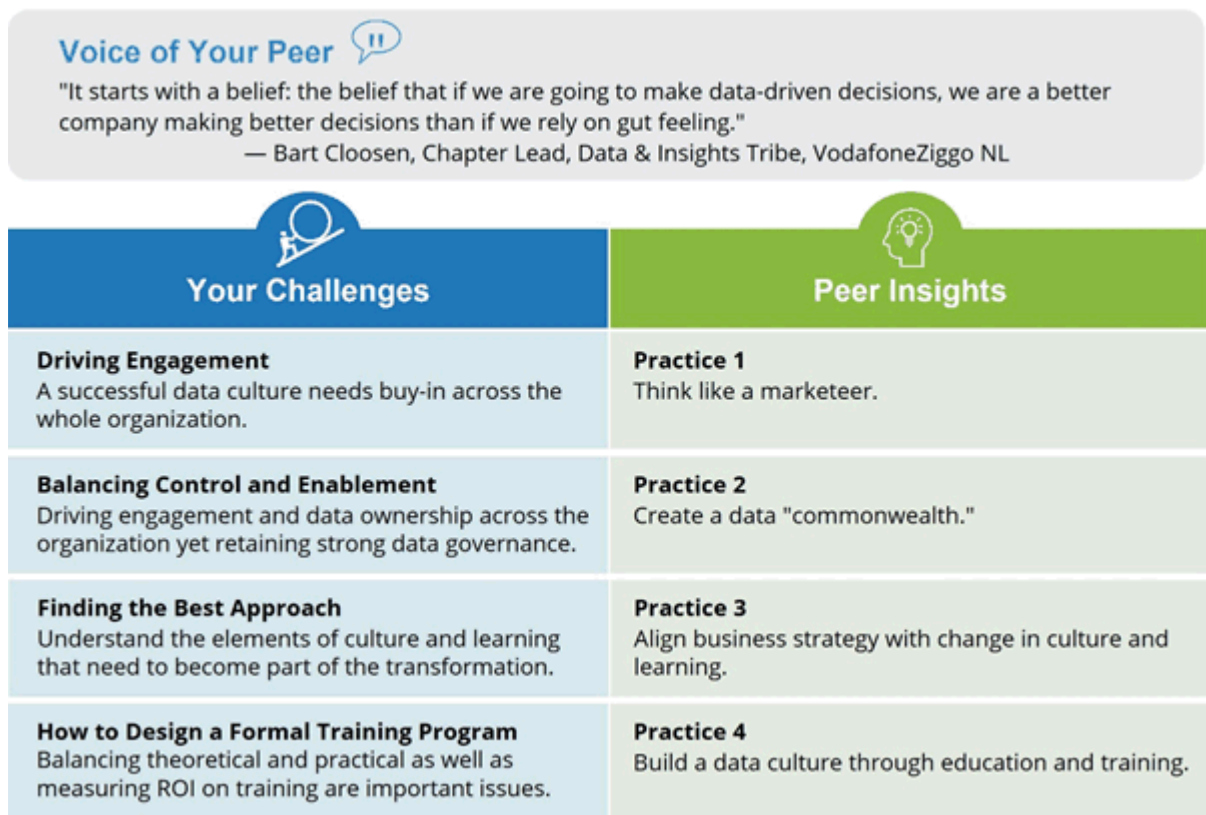 Voice of Your Peer "
"It starts with a belief: the belief that if we are going to make data-driven decisions, we are a better
company making better decisions than if we rely on gut feeling."
— Bart Cloosen, Chapter Lead, Data & Insights Tribe, VodafoneZiggo NL
Your Challenges
Peer Insights
Driving Engagement
A successful data culture needs buy-in across the
whole organization.
Practice 1
Think like a marketeer.
Balancing Control and Enablement
Driving engagement and data ownership across the
organization yet retaining strong data governance.
Practice 2
Create a data "commonwealth."
Finding the Best Approach
Understand the elements of culture and learning
that need to become part of the transformation.
Practice 3
Align business strategy with change in culture and
learning.
How to Design a Formal Training Program
Balancing theoretical and practical as well as
measuring ROI on training are important issues.
Practice 4
Build a data culture through education and training.